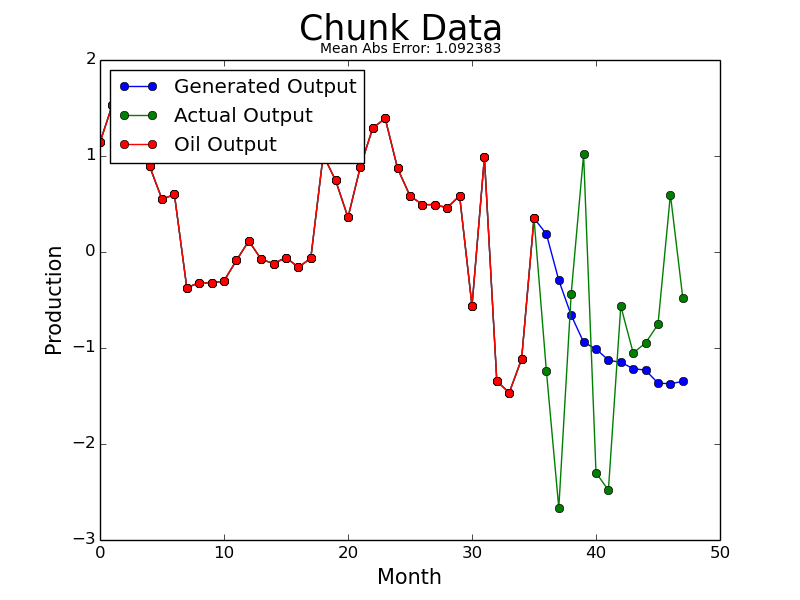 Chunk Data
Mean Abs Error: 1.092383
Generated Output
Actual Output
Oil Output
2
1
0
−1
−2
−3
Production
0 10 20 30 40 50
Month